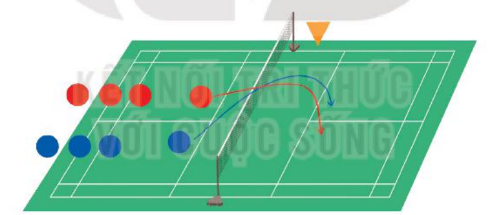 KẾT NỐI TRI THỨC
VỚI CUỘC SỐNG